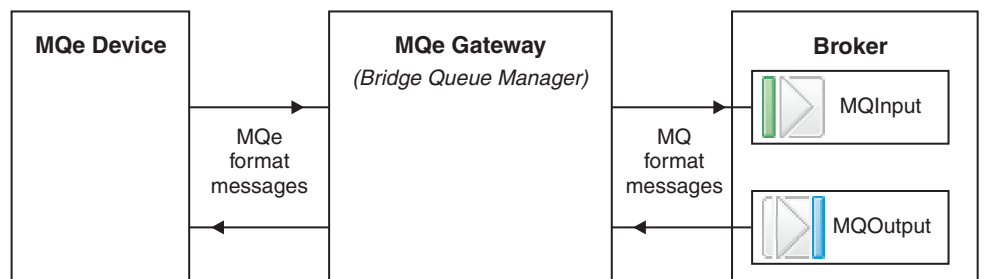 MQe Device
MQe Gateway
(Bridge Queue Manager)
Broker
MQe
format
messages
MQ
format
messages
MQInput
MQOutput